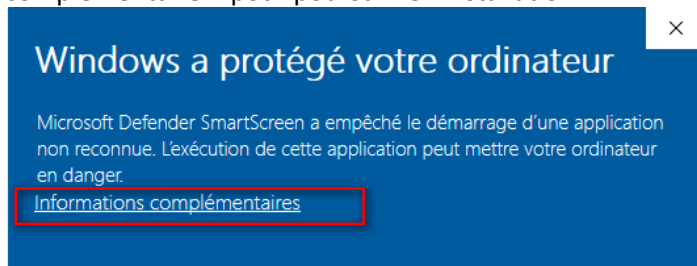 Windows a protégé votre ordinateur
Microsoft Defender SmartScreen a empêché le démarrage d'une application
non reconnue. L'exécution de cette application peut mettre votre ordinateur
en danger.
Informations complémentaires